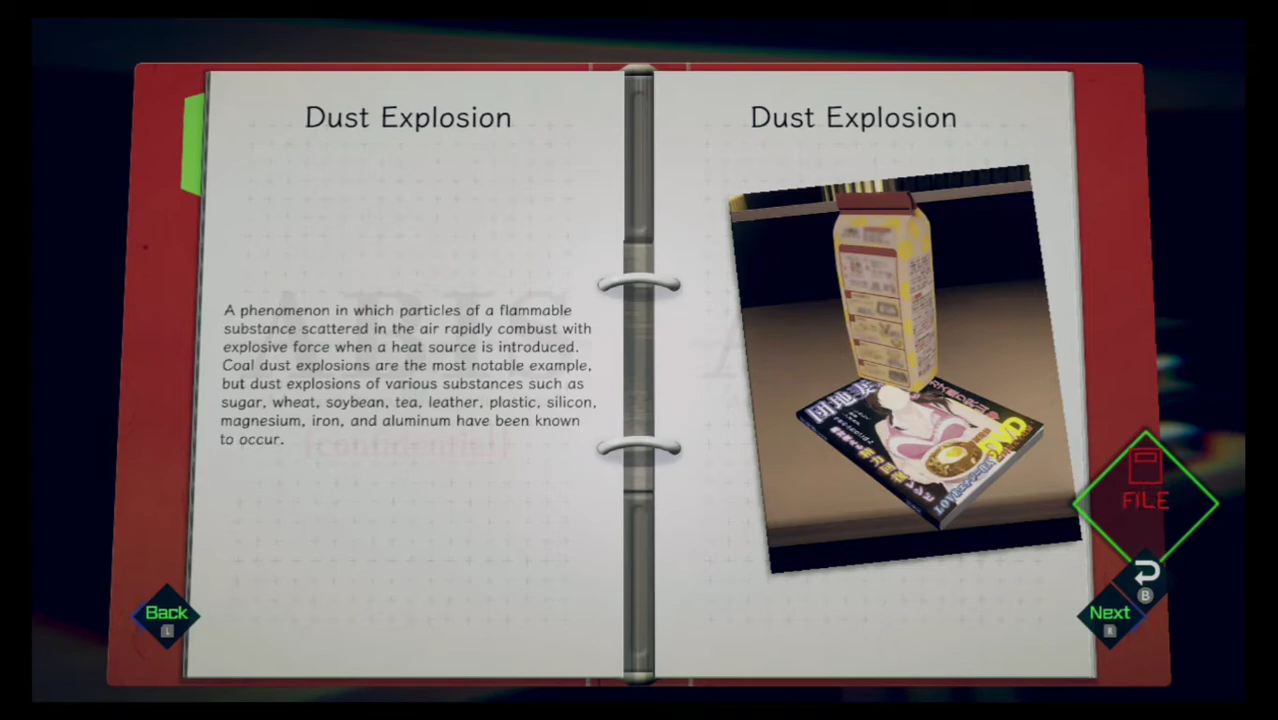 Dust Explosion
A phenomenon in which particles of a flammable
substance scattered in the air rapidly combust with
explosive force when a heat source is introduced.
Coal dust explosions are the most notable example,
but dust explosions of various substances such as
sugar, wheat, soybean, tea, leather, plastic, silicon,
magnesium, iron, and aluminum have been known
to occur.
[confidential]
Dust Explosion
DVD
FILE
B
Back
L
Next
R